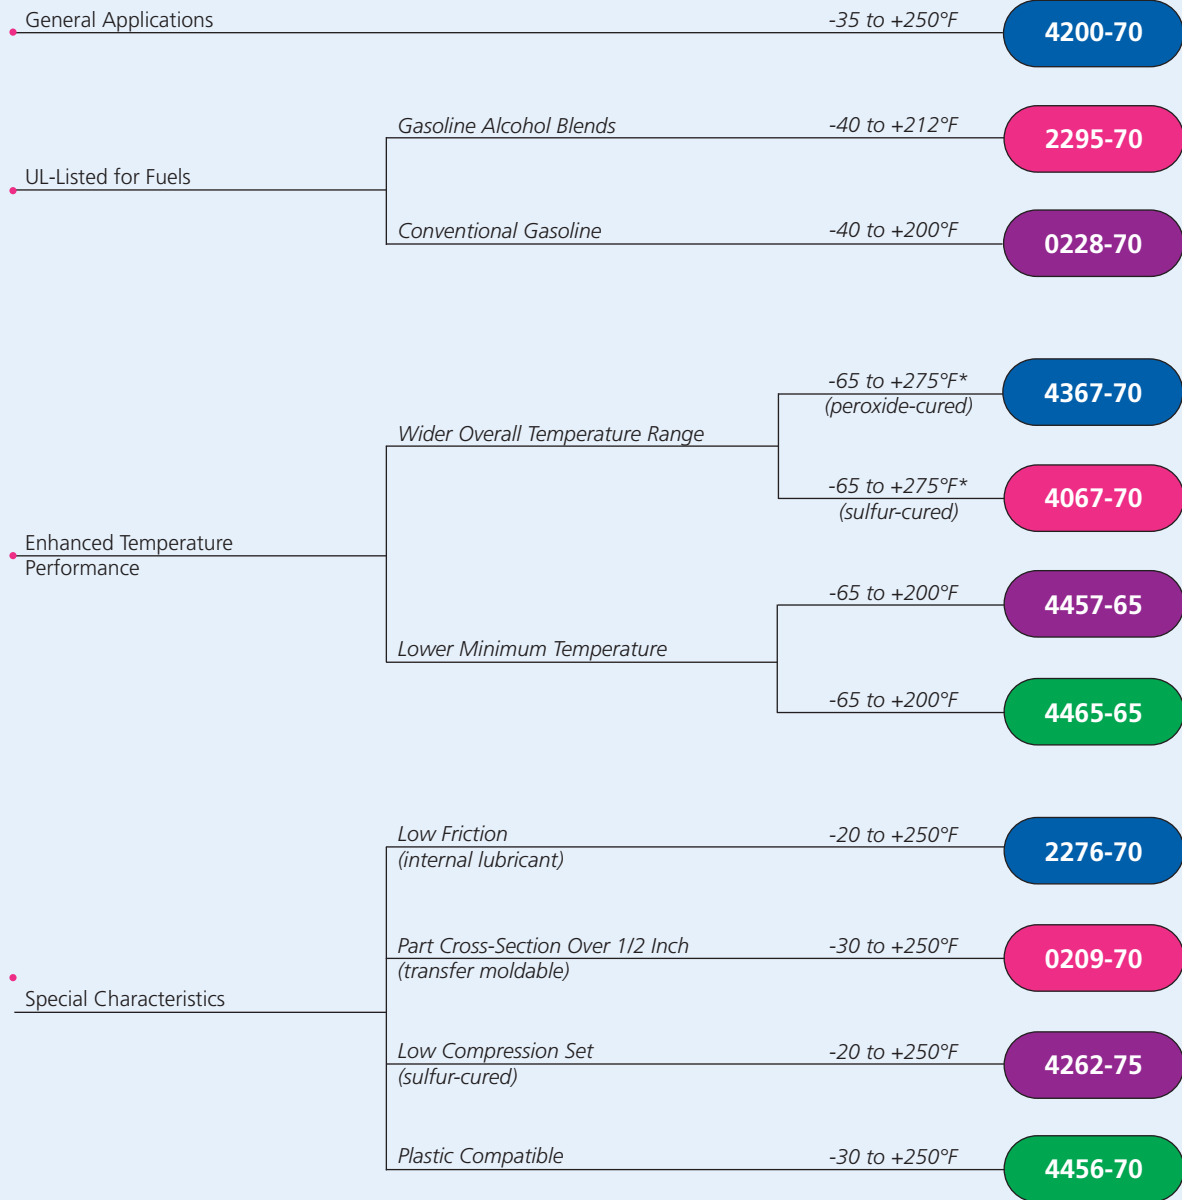 General Applications
-35 to +250°F
4200-70
Gasoline Alcohol Blends
-40 to +212°F
2295-70
UL-Listed for Fuels
Conventional Gasoline
-40 to +200°F
0228-70
-65 to +275°F*
(peroxide-cured)
4367-70
Wider Overall Temperature Range
-65 to +275°F*
(sulfur-cured)
4067-70
Enhanced Temperature
Performance
-65 to +200°F
4457-65
Lower Minimum Temperature
-65 to +200°F
4465-65
Low Friction
(internal lubricant)
-20 to +250°F
2276-70
Part Cross-Section Over 1/2 Inch
(transfer moldable)
-30 to +250°F
0209-70
Special Characteristics
Low Compression Set
(sulfur-cured)
-20 to +250°F
4262-75
Plastic Compatible
-30 to +250°F
4456-70